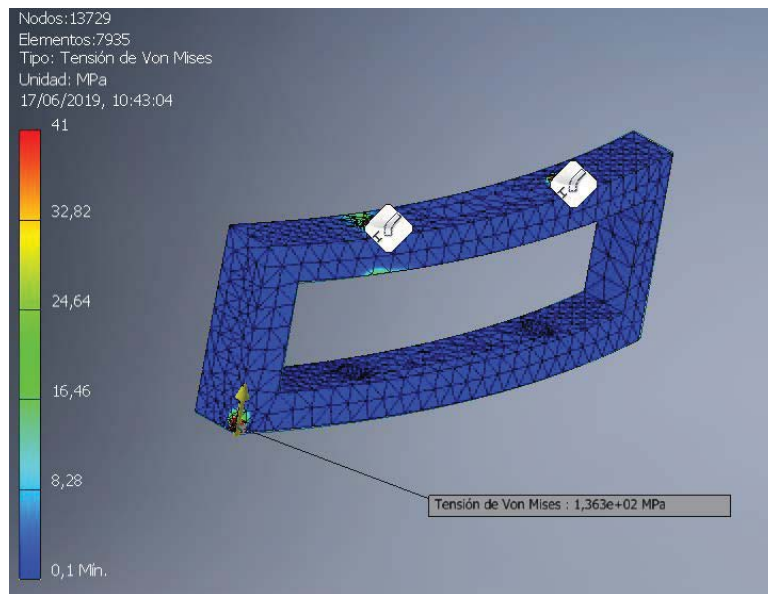 Nodos:13729
Elementos:7935
Tipo: Tensión de Von Mises
Unidad: MPa
17/06/2019, 10:43:04
41
32,82
24,64
16,46
8,28
0,1 Mín.
Tensión de Von Mises : 1,363e+02 MPa